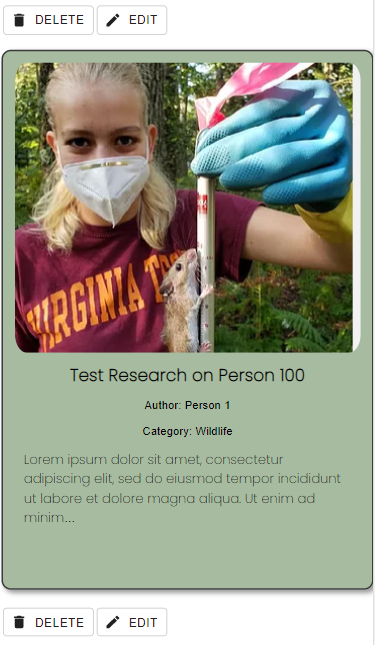 DELETE EDIT
VIRGINIA
Test Research on Person 100
Author: Person 1
Category: Wildlife
Lorem ipsum dolor sit amet, consectetur
adipiscing elit, sed do eiusmod tempor incididunt
ut labore et dolore magna aliqua. Ut enim ad
minim...
DELETE EDIT